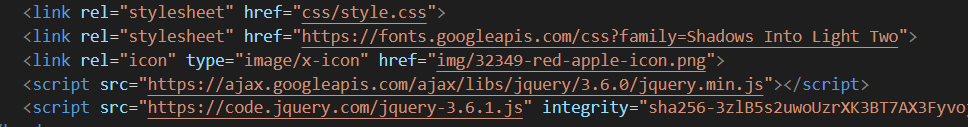 <link rel="stylesheet" href="css/style.css">
<link rel="stylesheet" href="https://fonts.googleapis.com/css?family=Shadows Into Light Two">
<link rel="icon" type="image/x-icon" href="img/32349-red-apple-icon.png">
<script src="https://ajax.googleapis.com/ajax/libs/jquery/3.6.0/jquery.min.js"></script>
<script src="https://code.jquery.com/jquery-3.6.1.js" integrity="sha256-3zlB5s2uwoUzrXK3BT7AX3Fyvo